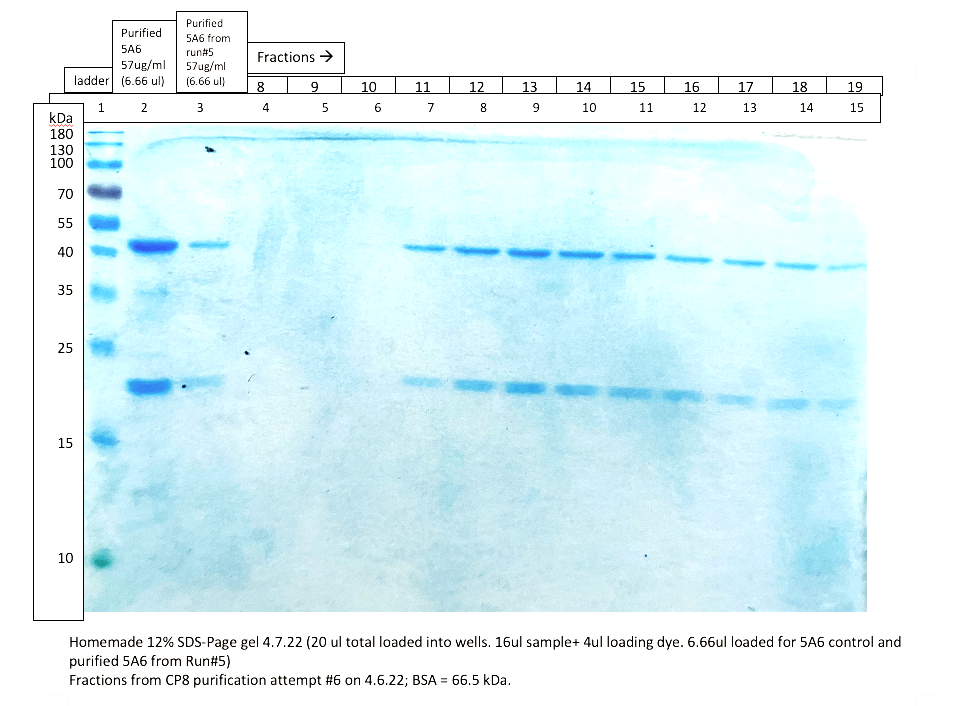 Purified
5A6
57ug/ml
(6.66 ul)
Purified
5A6 from
run#5
57ug/ml
(6.66 ul)
Fractions →
ladder
8 9 10 11 12 13 14 15 16 17 18 19
1 2 3 4 5 6 7 8 9 10 11 12 13 14 15
kDa
180
130
100
70
55
40
35
25
15
10
Homemade 12% SDS-Page gel 4.7.22 (20 ul total loaded into wells. 16ul sample+ 4ul loading dye. 6.66ul loaded for 5A6 control and
purified 5A6 from Run#5)
Fractions from CP8 purification attempt #6 on 4.6.22; BSA = 66.5 kDa.